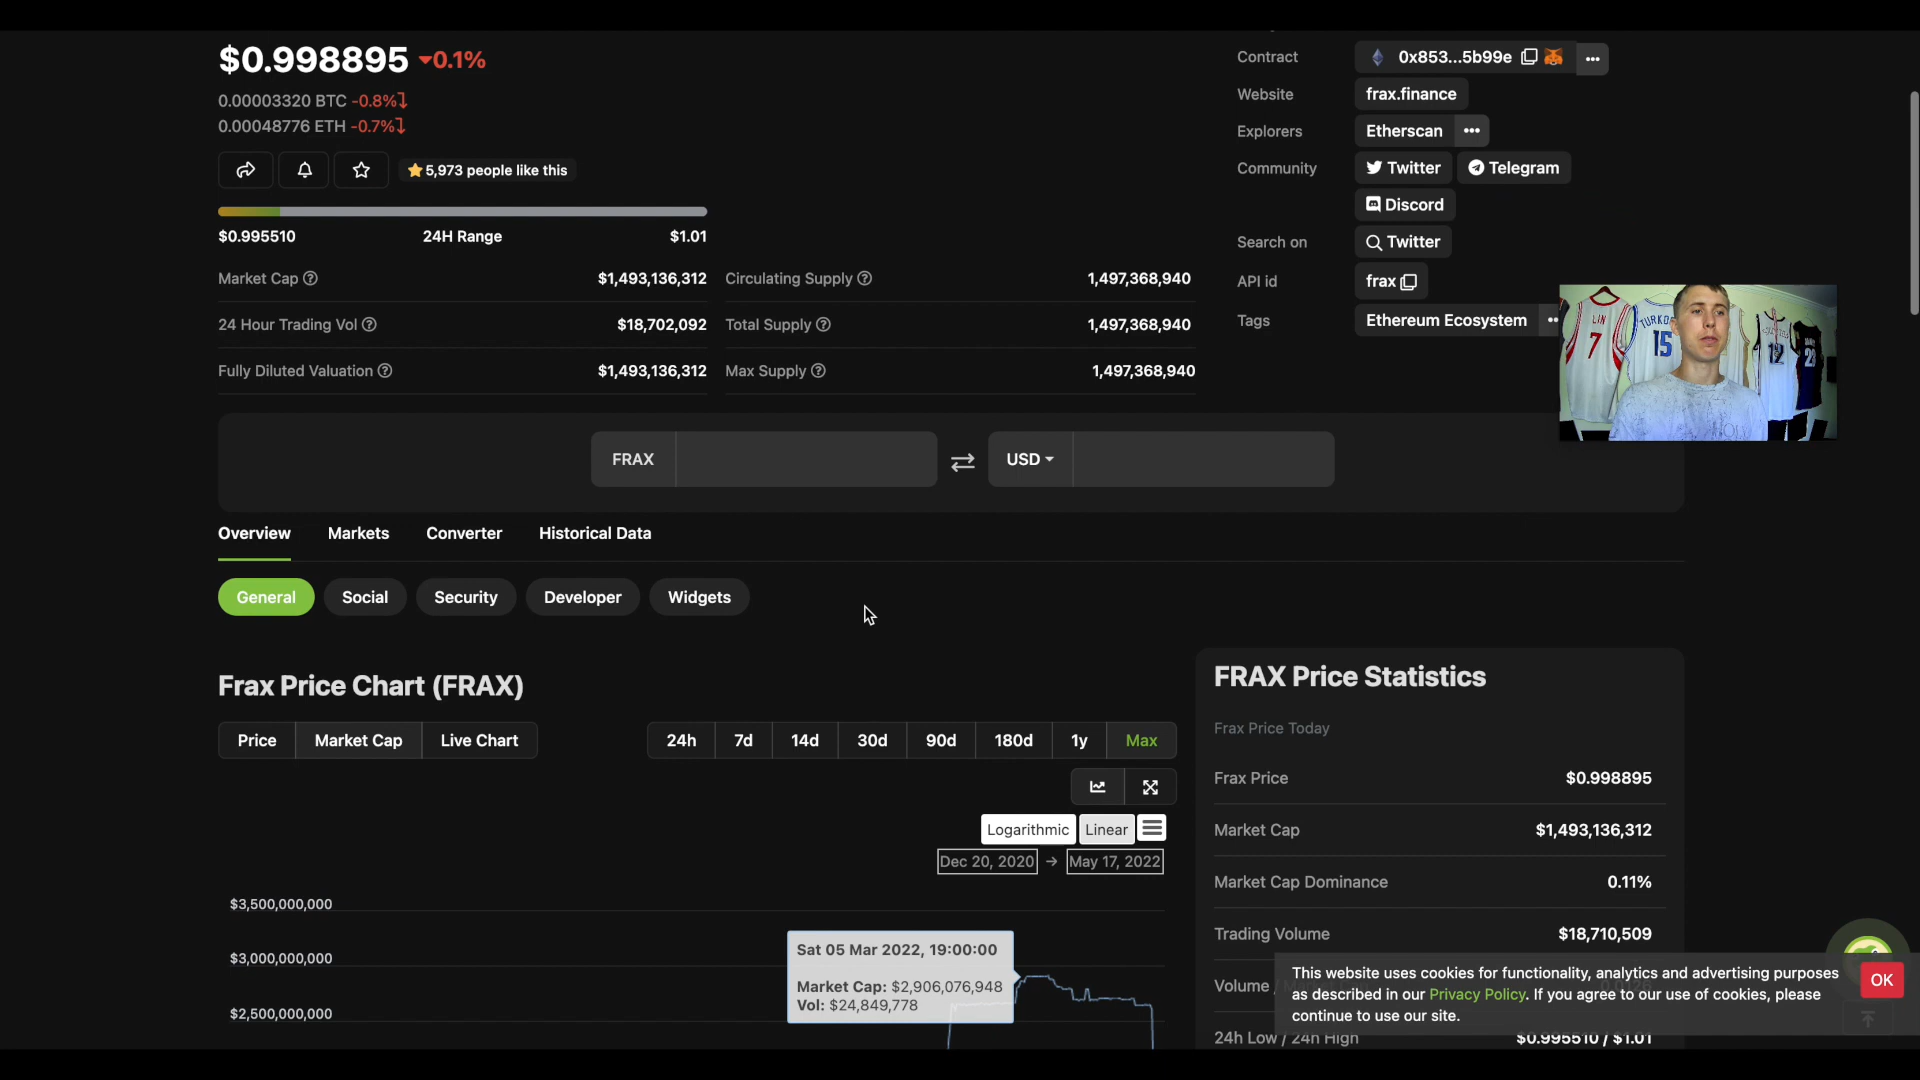 $0.998895 ▾0.1%
0.00003320 BTC -0.8%
0.00048776 ETH -0.7%
5,973 people like this
$0.995510 24H Range $1.01
Market Cap $1,493,136,312
24 Hour Trading Vol $18,702,092
Fully Diluted Valuation $1,493,136,312
Circulating Supply 1,497,368,940
Total Supply 1,497,368,940
Max Supply 1,497,368,940
Contract 0x853...5b99e •••
Website frax.finance
Explorers Etherscan •••
Community Twitter Telegram
Discord
Search on Twitter
API id frax
Tags Ethereum Ecosystem
LIN
7
15
12
FRAX USD
Overview Markets Converter Historical Data
General Social Security Developer Widgets
Frax Price Chart (FRAX)
Price Market Cap Live Chart
24h 7d 14d 30d 90d 180d 1y Max
Logarithmic Linear
Dec 20, 2020 → May 17, 2022
$3,500,000,000
$3,000,000,000
$2,500,000,000
Sat 05 Mar 2022, 19:00:00
Market Cap: $2,906,076,948
Vol: $24,849,778
FRAX Price Statistics
Frax Price Today
Frax Price $0.998895
Market Cap $1,493,136,312
Market Cap Dominance 0.11%
Trading Volume $18,710,509
Volume /
24h Low / 24h High $0.995510 / $1.01
This website uses cookies for functionality, analytics and advertising purposes
as described in our Privacy Policy. If you agree to our use of cookies, please
continue to use our site.
OK